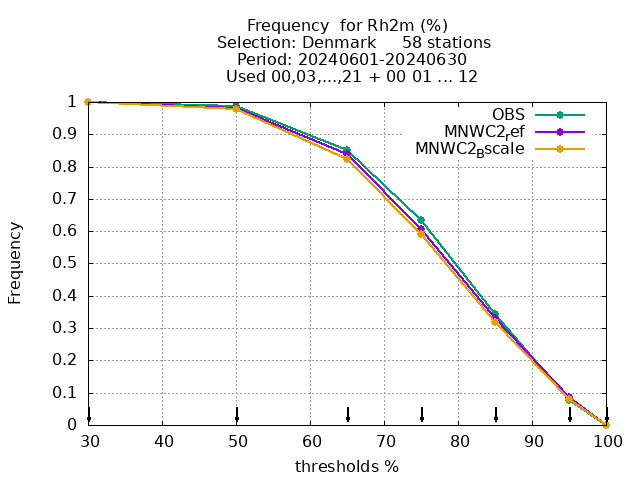 Frequency  for Rh2m (%)
Selection: Denmark     58 stations
Period: 20240601-20240630
Used 00,03,...,21 + 00 01 ... 12
OBS
MNWC2ref
MNWC2Bscale
Frequency
1
0.9
0.8
0.7
0.6
0.5
0.4
0.3
0.2
0.1
0
30 40 50 60 70 80 90 100
thresholds %